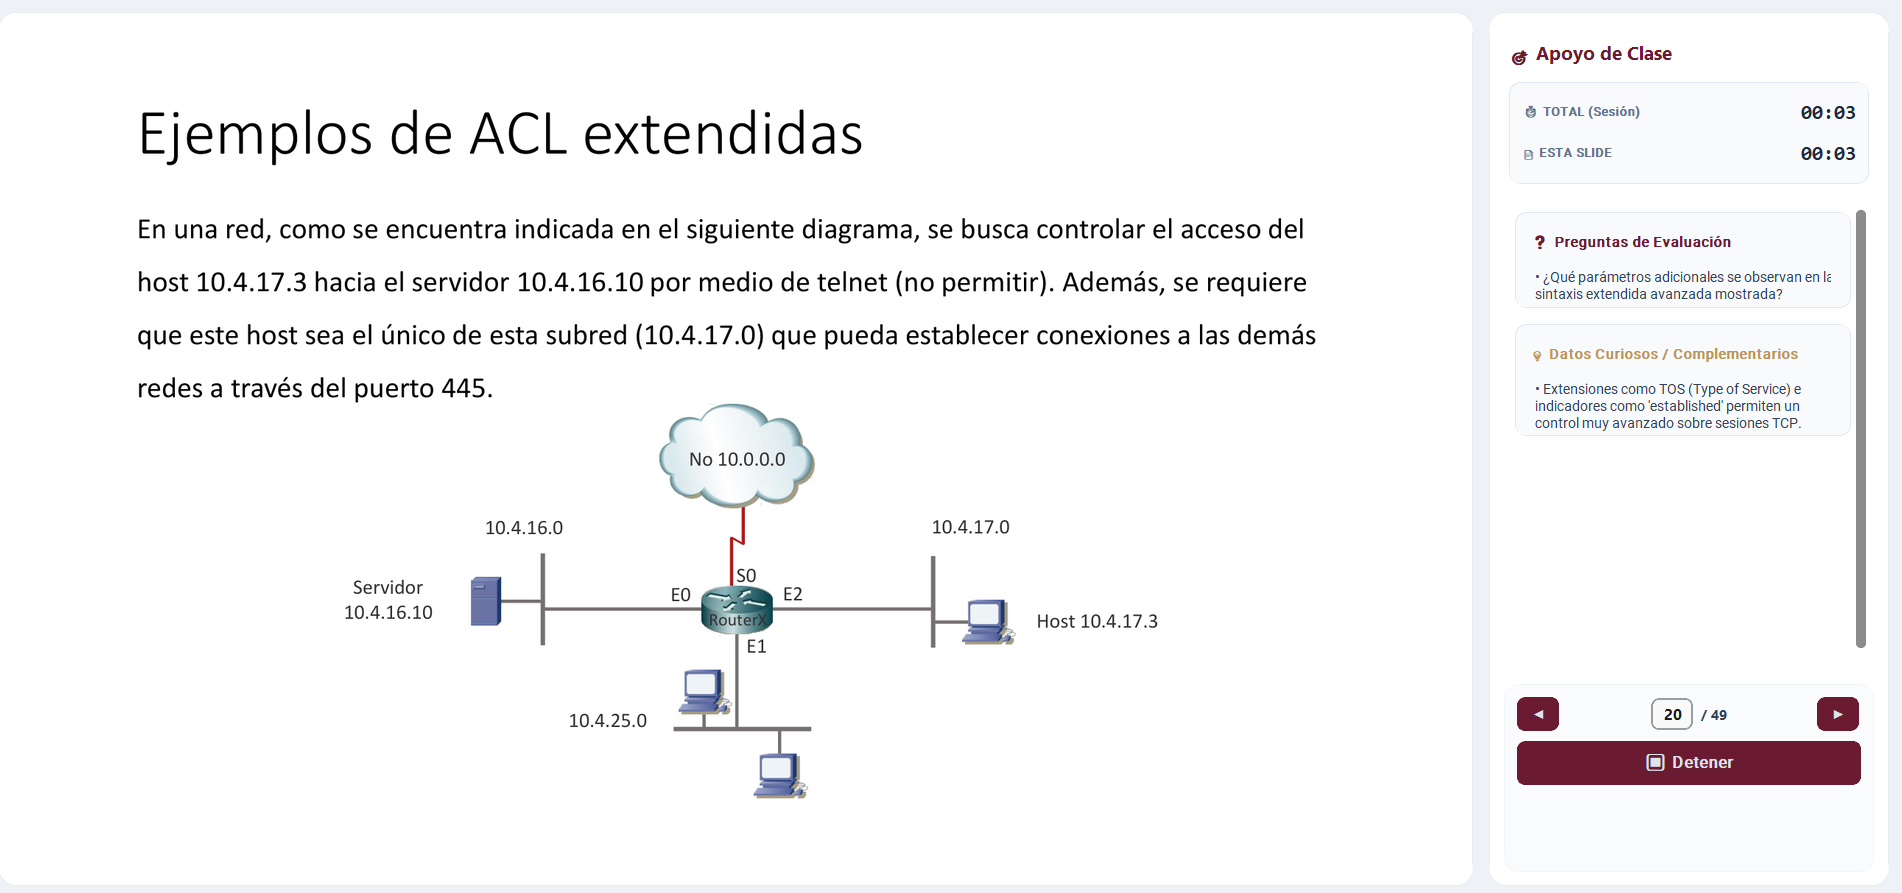 Ejemplos de ACL extendidas
En una red, como se encuentra indicada en el siguiente diagrama, se busca controlar el acceso del
host 10.4.17.3 hacia el servidor 10.4.16.10 por medio de telnet (no permitir). Además, se requiere
que este host sea el único de esta subred (10.4.17.0) que pueda establecer conexiones a las demás
redes a través del puerto 445.
No 10.0.0.0
10.4.16.0
10.4.17.0
S0
E0
E2
Servidor
10.4.16.10
RouterX
Host 10.4.17.3
E1
10.4.25.0
Apoyo de Clase
TOTAL (Sesión) 00:03
ESTA SLIDE 00:03
Preguntas de Evaluación
• ¿Qué parámetros adicionales se observan en la
sintaxis extendida avanzada mostrada?
Datos Curiosos / Complementarios
• Extensiones como TOS (Type of Service) e
indicadores como 'established' permiten un
control muy avanzado sobre sesiones TCP.
20 / 49
Detener